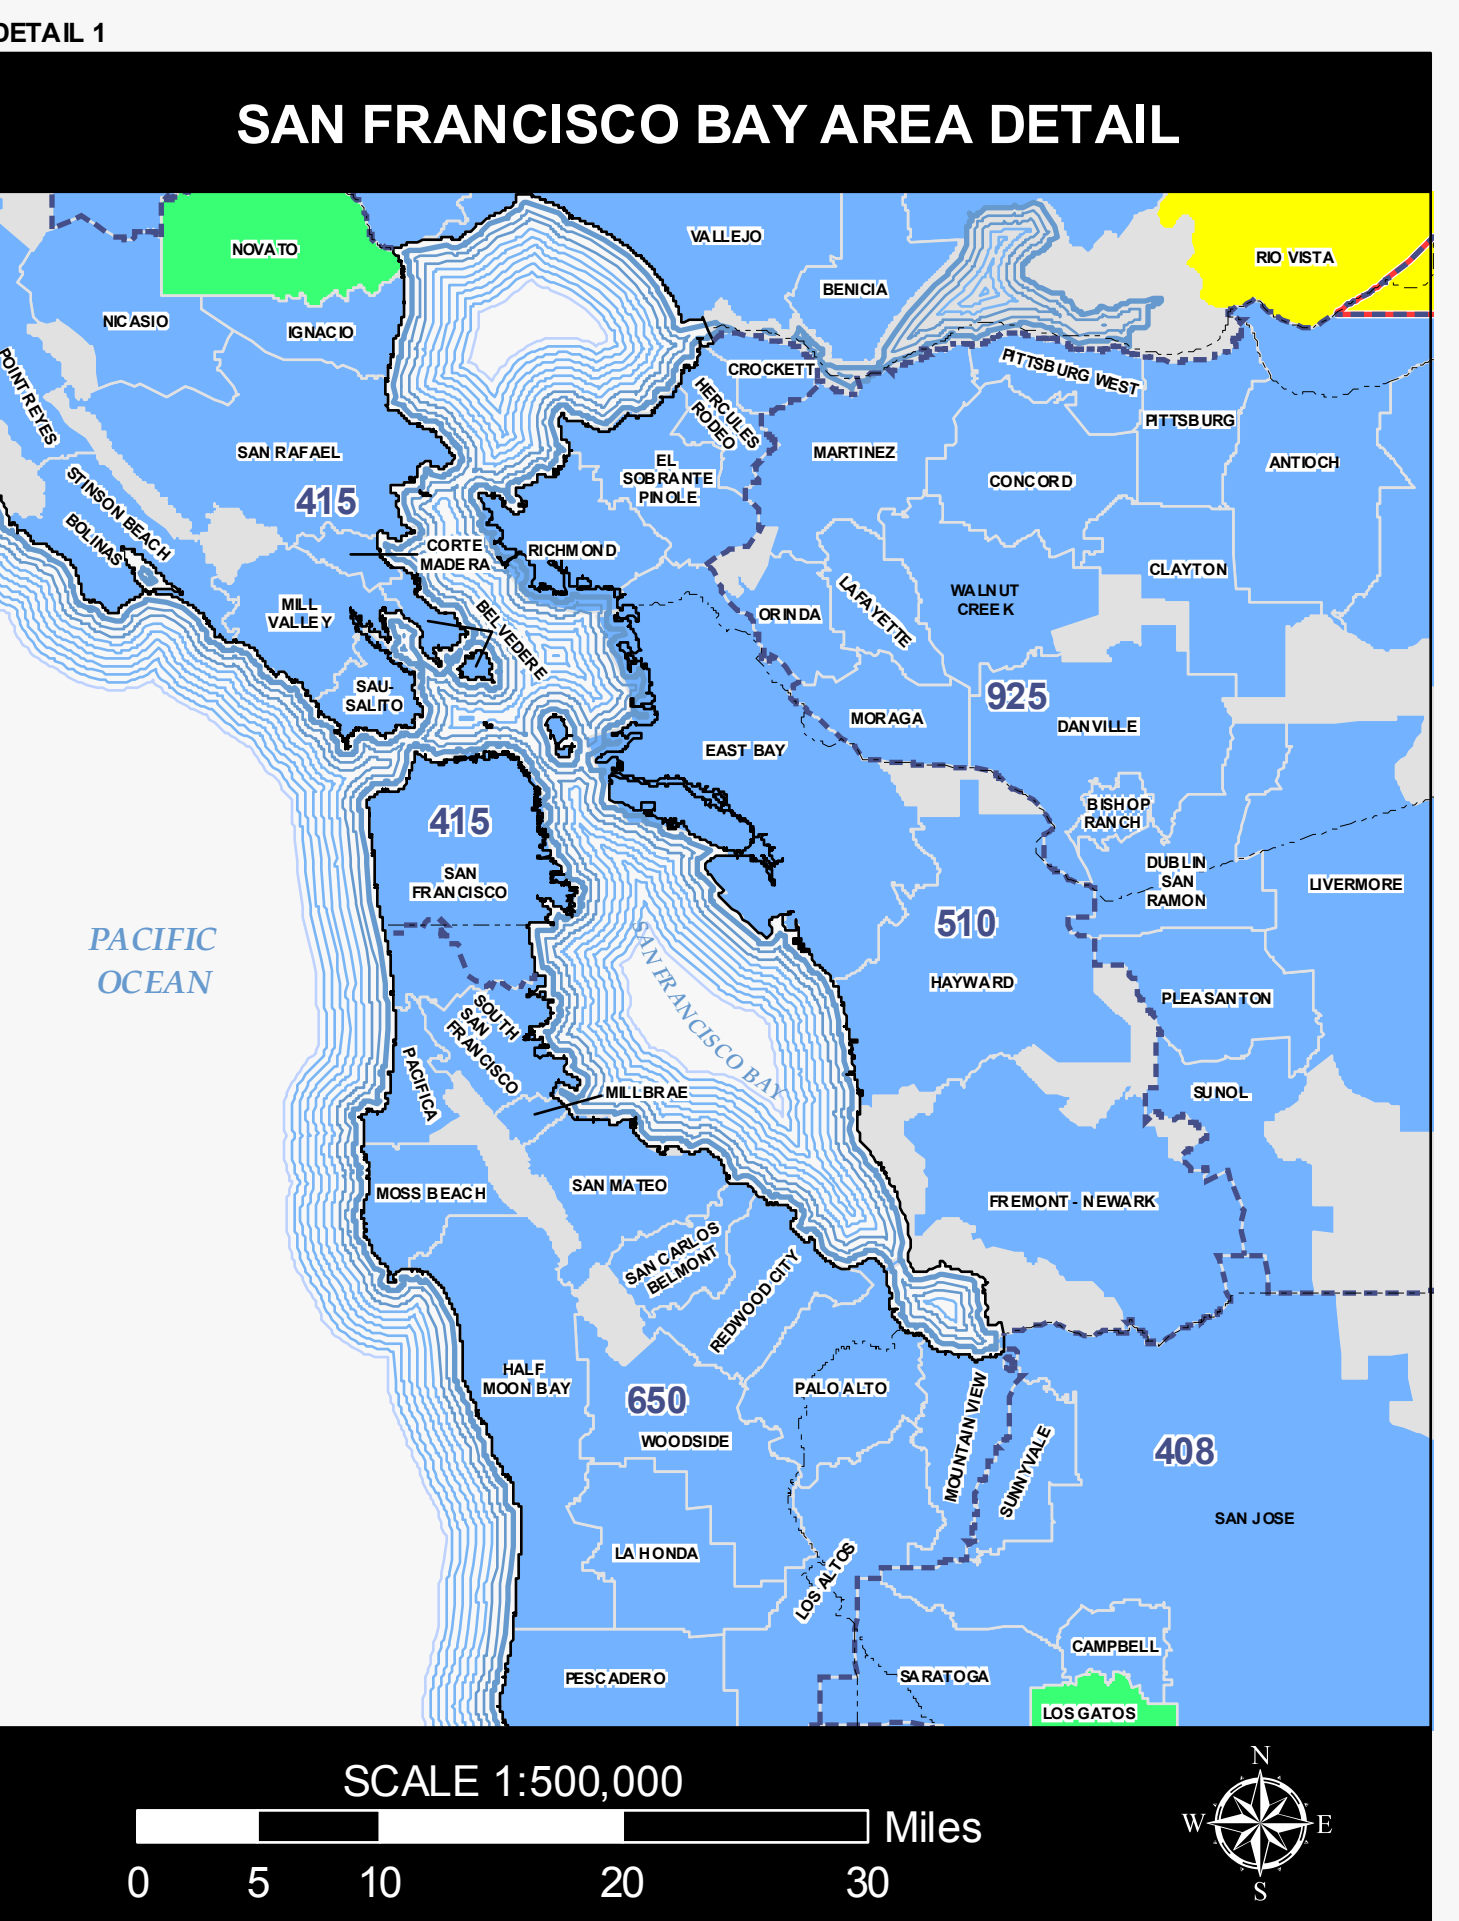 DETAIL 1
SAN FRANCISCO BAY AREA DETAIL
NOVATO
VALLEJO
RIO VISTA
BENICIA
NICASIO
IGNACIO
POINT REYES
CROCKETT
PITTSBURG WEST
HERCULES
RODEO
PITTSBURG
SAN RAFAEL
MARTINEZ
ANTIOCH
EL
SOBRANTE
PINOLE
CONCORD
415
STINSON BEACH
BOLINAS
CORTE
MADERA
RICHMOND
CLAYTON
MILL
VALLEY
BELVEDERE
ORINDA
LAFAYETTE
WALNUT
CREEK
SAU-
SALITO
925
MORAGA
DANVILLE
EAST BAY
415
BISHOP
RANCH
SAN
FRANCISCO
DUBLIN
SAN
RAMON
LIVERMORE
PACIFIC
OCEAN
510
SAN FRANCISCO BAY
HAYWARD
PLEASANTON
SOUTH
SAN
FRANCISCO
PACIFICA
MILLBRAE
SUNOL
MOSS BEACH
SAN MATEO
FREMONT - NEWARK
SAN CARLOS
BELMONT
REDWOOD CITY
HALF
MOON BAY
650
PALO ALTO
WOODSIDE
MOUNTAIN VIEW
SUNNYVALE
408
SAN JOSE
LA HONDA
LOS ALTOS
CAMPBELL
PESCADERO
SARATOGA
LOS GATOS
SCALE 1:500,000
Miles
0 5 10 20 30
N
W E
S